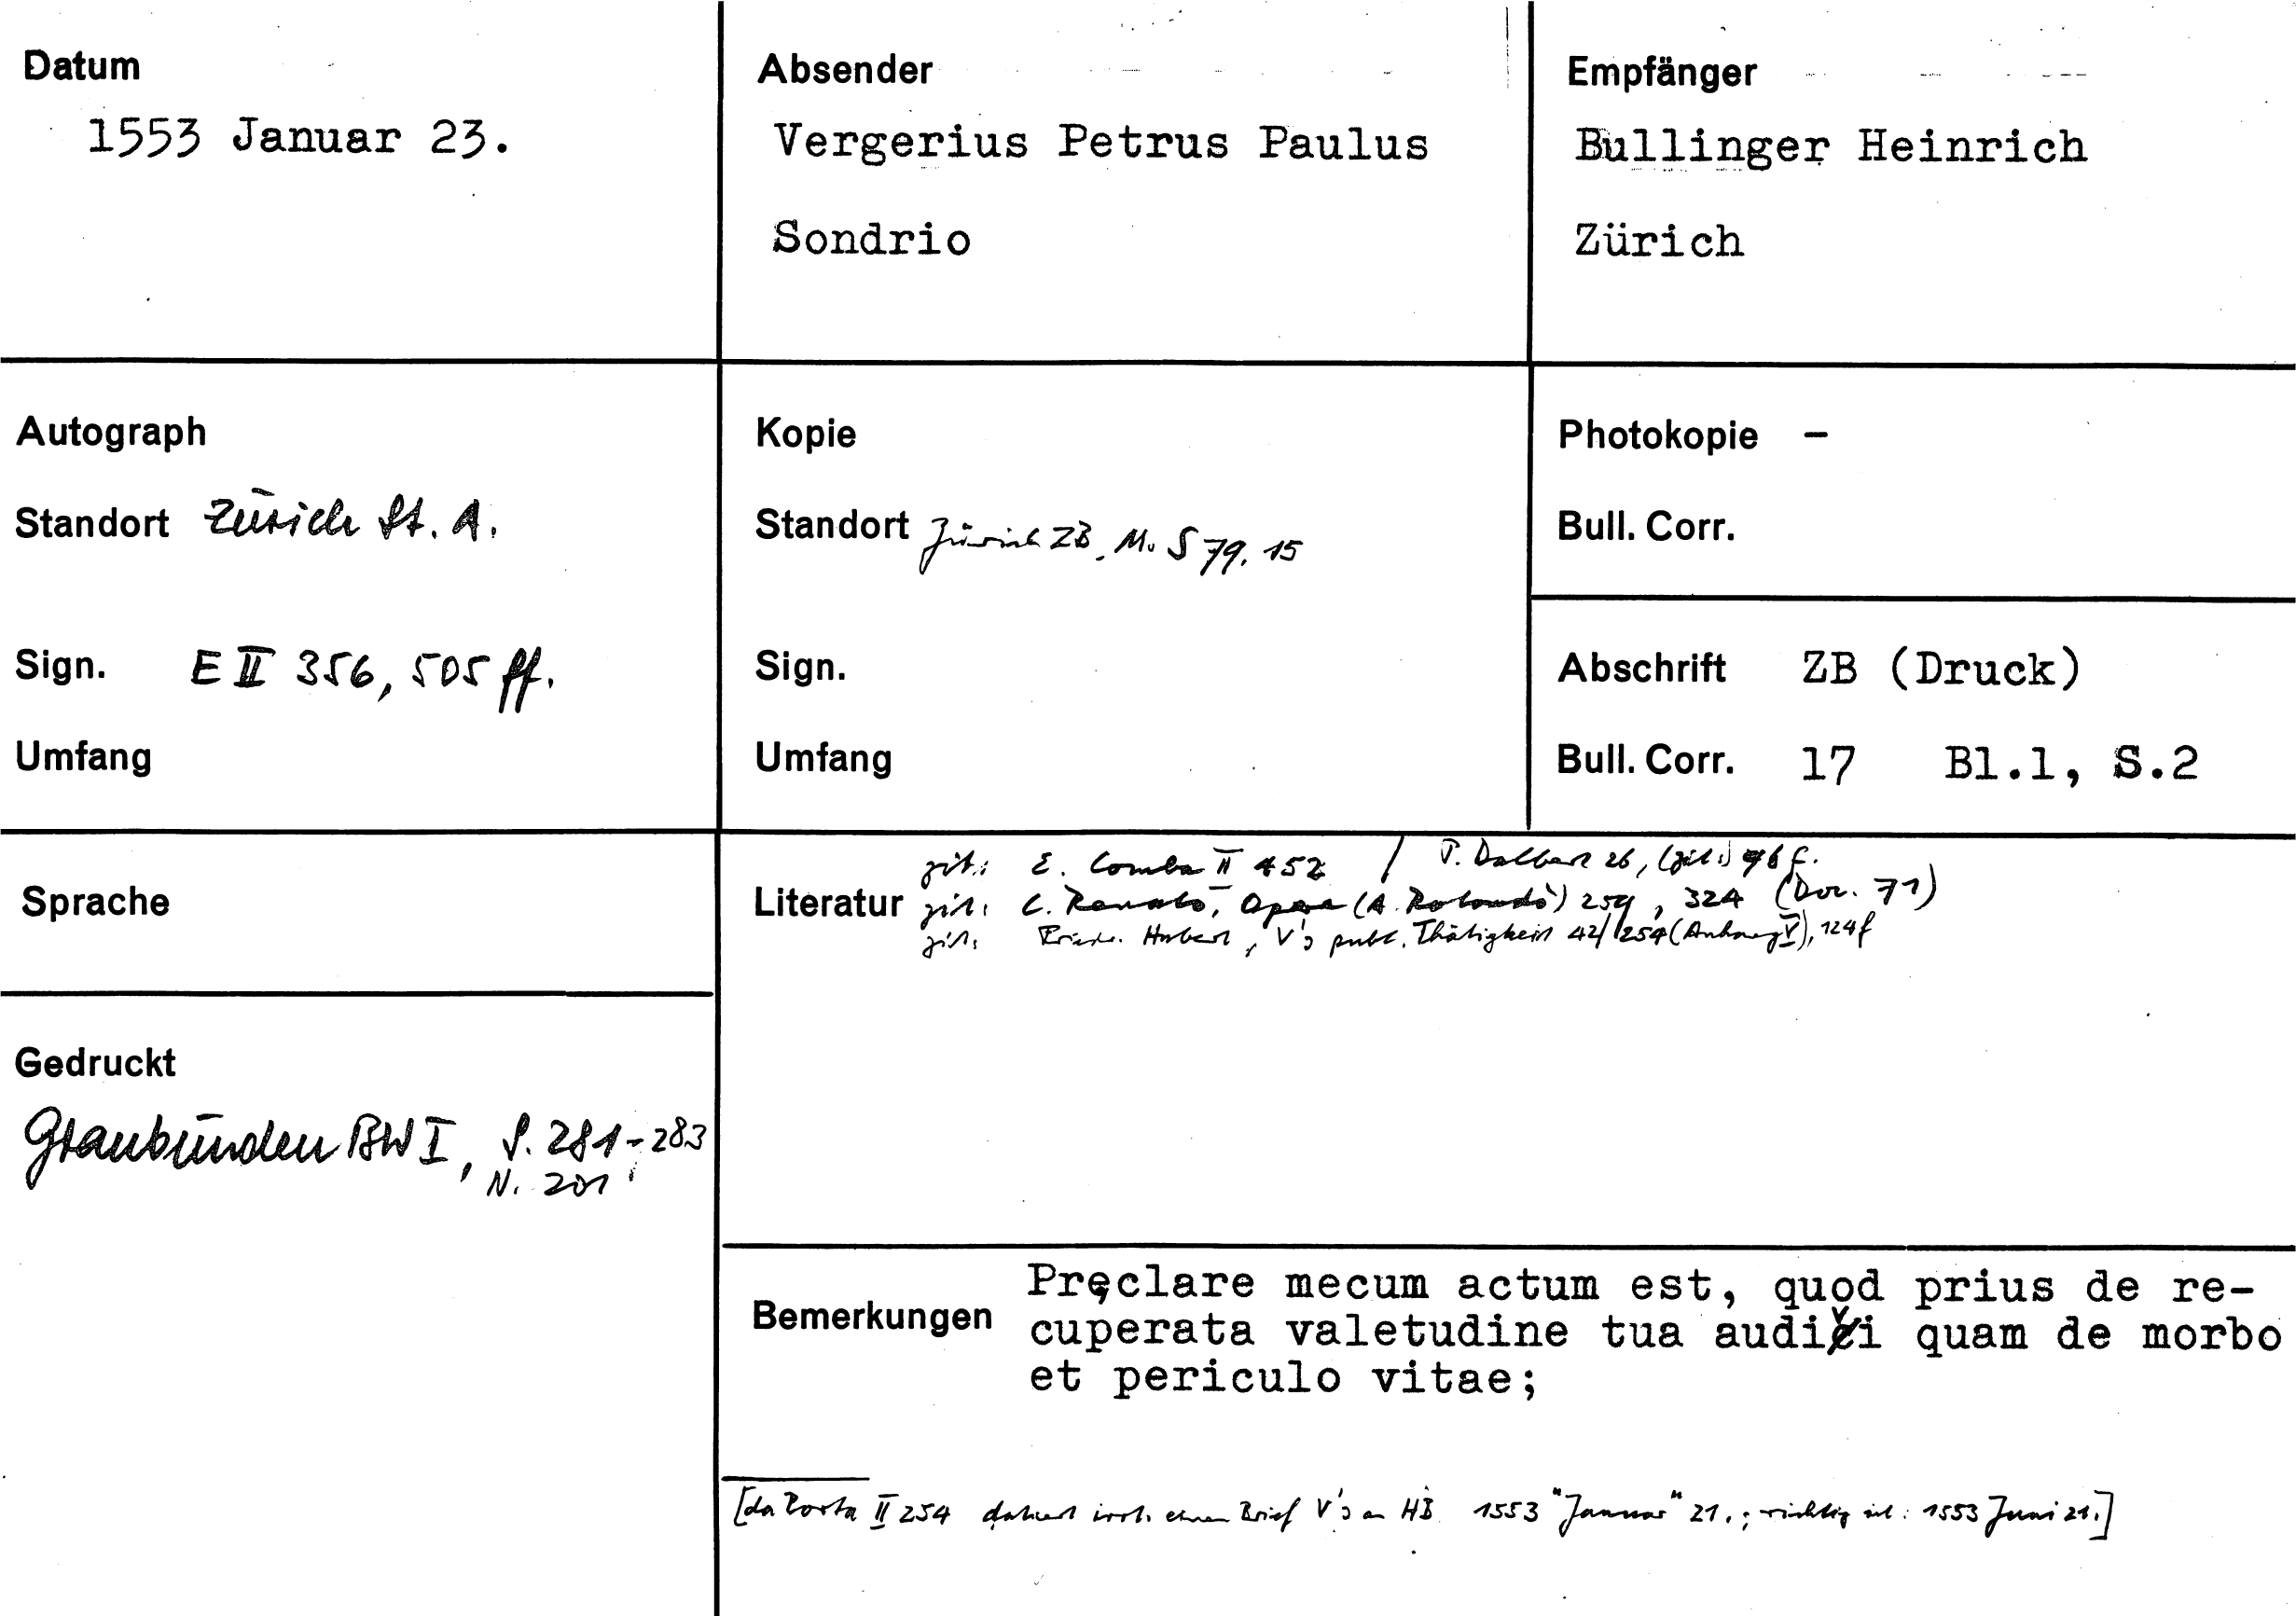 Datum
1553 Januar 23.
Absender
Vergerius Petrus Paulus
Sondrio
Empfänger
Bullinger Heinrich
Zürich
Autograph
Standort Zürich St. A.
Sign. E II 356, 505 ff.
Umfang
Kopie
Standort Zürich ZB, Ms S 79, 15
Sign.
Umfang
Photokopie –
Bull. Corr.
Abschrift ZB (Druck)
Bull. Corr. 17 Bl.1, S.2
Sprache
Gedruckt
Graubünden BW I, S. 281-283
N. 201
Literatur
zit.: E. Comba II 452 / P. Dalbert 26, (zit.:) 96 f.
zit.: C. Renato, Opere (A. Rotondò) 259, 324 (Doc. 71)
zit.: Friedr. Hubert, V's publ. Thätigkeit 42/254 (Anhang V), 124f
Bemerkungen
Pręclare mecum actum est, quod prius de re-
cuperata valetudine tua audivi quam de morbo
et periculo vitae;
[da Porta II 254 datiert irrt. einen Brief V's an HB 1553 "Januar" 21.; richtig ist: 1553 Juni 21.]